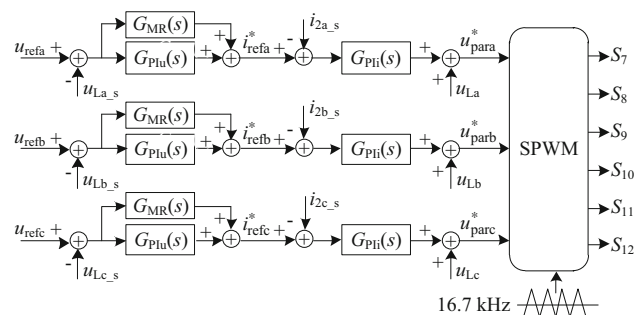 G_MR(s) i*_refa i_2a_s u*_para
u_refa + + + + - + S_7
- G_PIu(s) + G_PIi(s) +
u_La_s u_La S_8
G_MR(s) i*_refb i_2b_s u*_parb
u_refb + + + + - + S_9
- G_PIu(s) + G_PIi(s) + SPWM
u_Lb_s u_Lb S_10
G_MR(s) i*_refc i_2c_s u*_parc
u_refc + + + + - + S_11
- G_PIu(s) + G_PIi(s) + S_12
u_Lc_s u_Lc
16.7 kHz